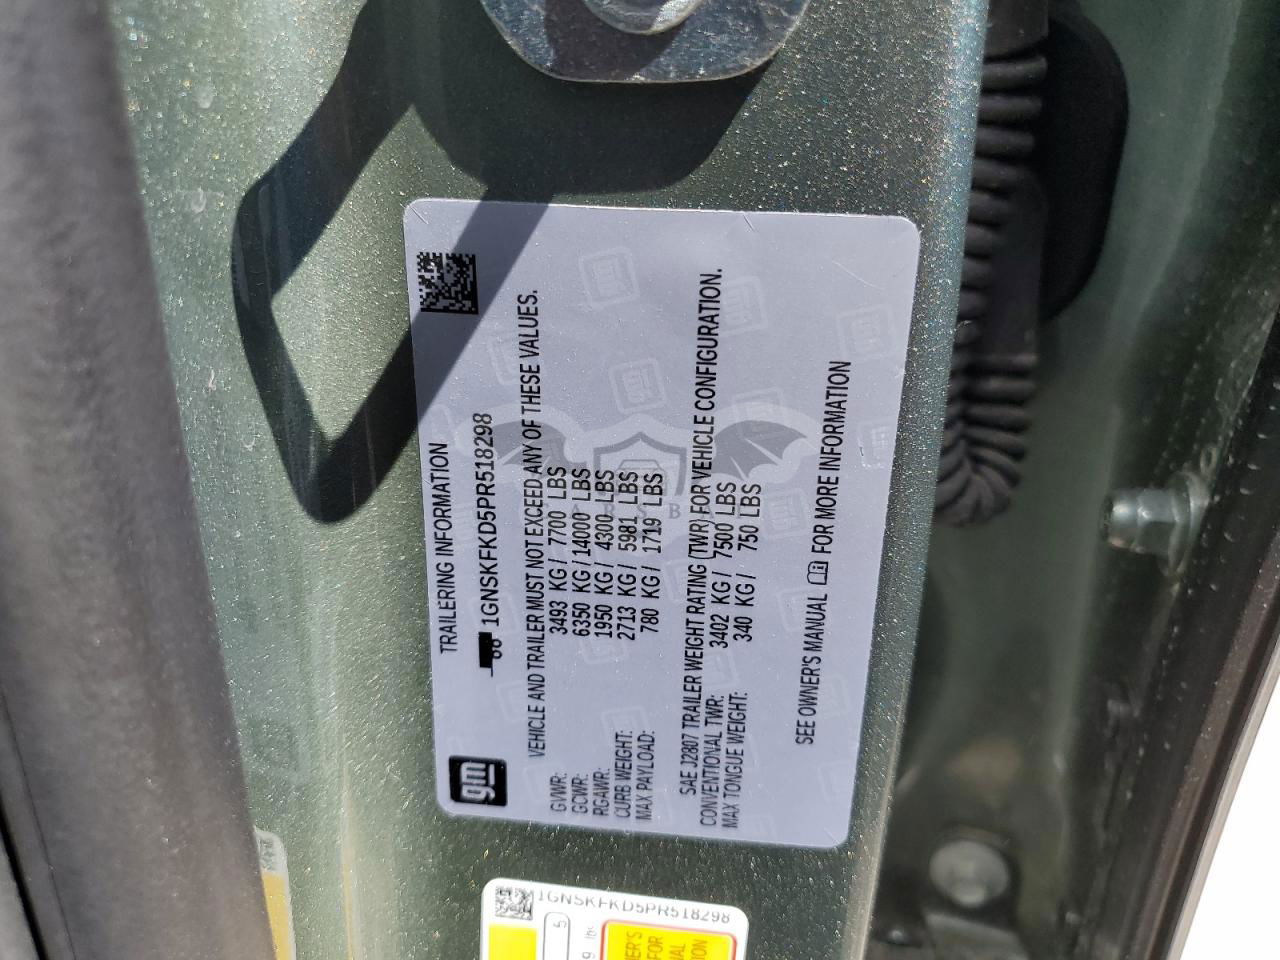 TRAILERING INFORMATION
1GNSKFKD5PR518298
gm
VEHICLE AND TRAILER MUST NOT EXCEED ANY OF THESE VALUES.
GVWR: 3493 KG / 7700 LBS
GCWR: 6350 KG / 14000 LBS
RGAWR: 1950 KG / 4300 LBS
CURB WEIGHT: 2713 KG / 5981 LBS
MAX PAYLOAD: 780 KG / 1719 LBS
SAE J2807 TRAILER WEIGHT RATING (TWR) FOR VEHICLE CONFIGURATION.
CONVENTIONAL TWR: 3402 KG / 7500 LBS
MAX TONGUE WEIGHT: 340 KG / 750 LBS
SEE OWNER'S MANUAL FOR MORE INFORMATION
1GNSKFKD5PR518298
5
lbs
FOR